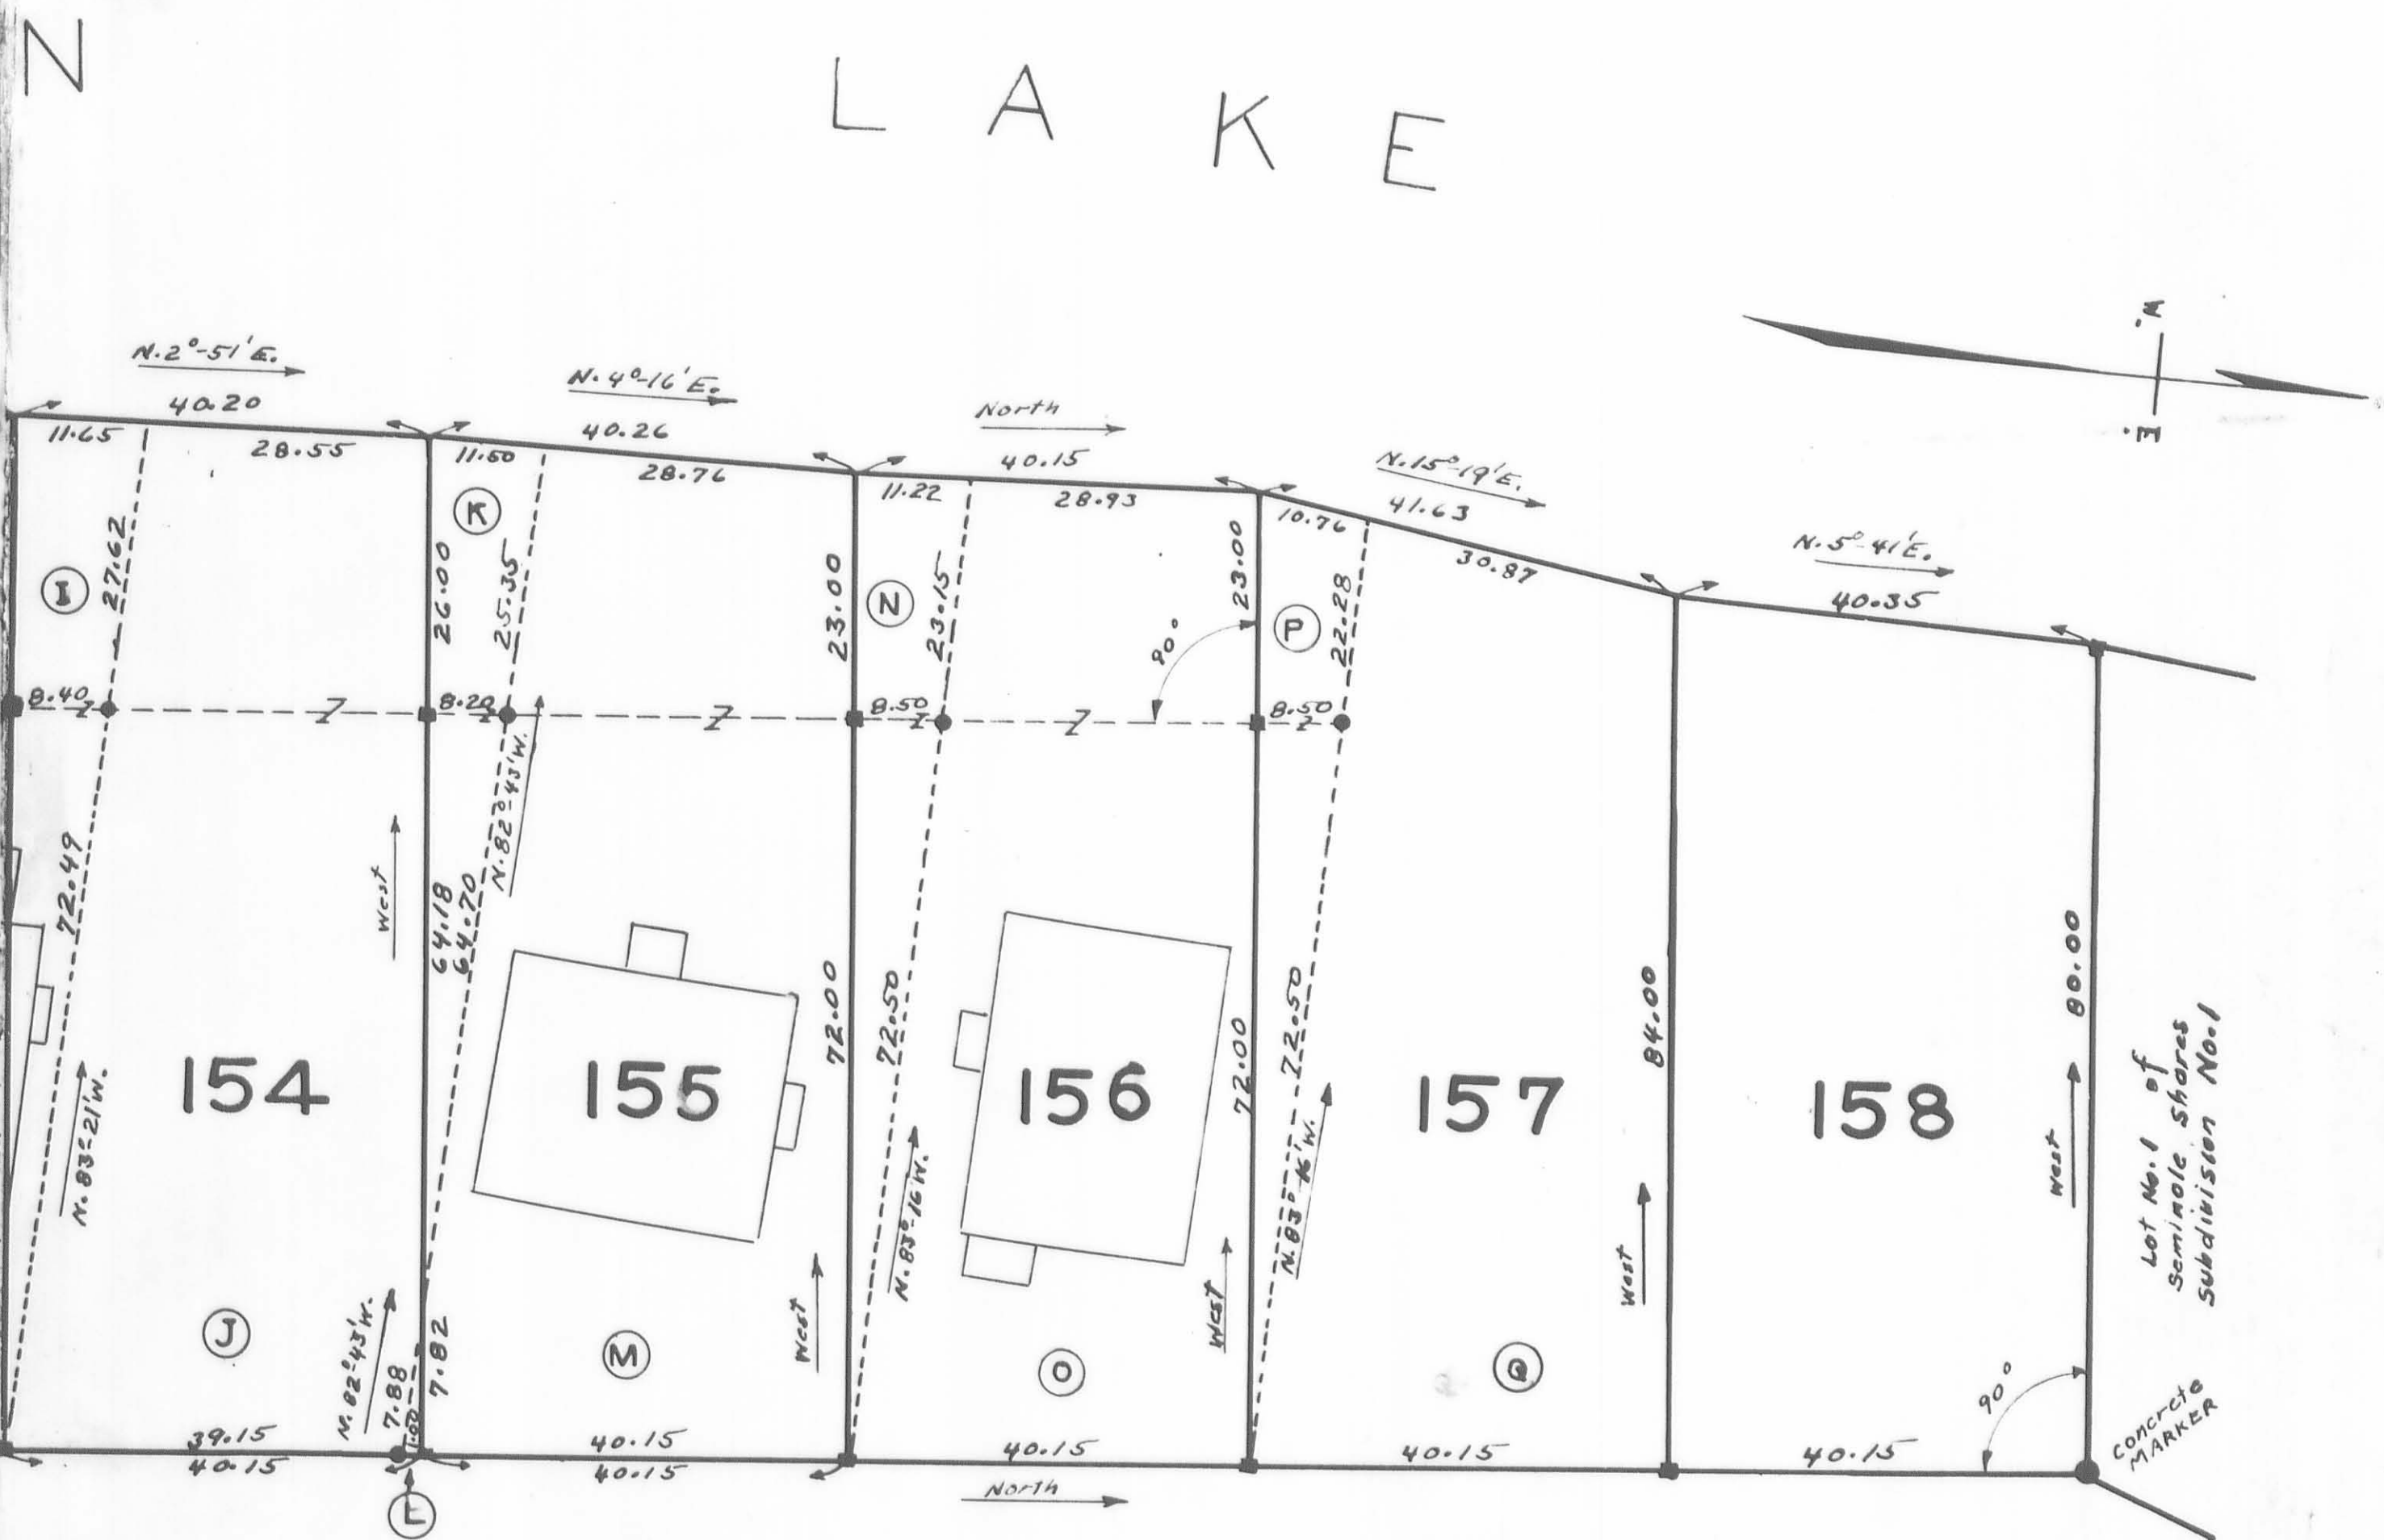 N
L A K E
W.
E.
N. 2°-51' E.
40.20
11.65
28.55
N. 4°-16' E.
40.26
11.50
28.76
North
40.15
11.22
28.93
N. 15°-19' E.
41.63
10.76
30.87
N. 5°-41' E.
40.35
I
27.62
K
26.00
25.35
23.00
N
23.15
90°
23.00
P
22.28
8.40
Z
Z
8.20
Z
Z
8.50
Z
Z
8.50
Z
72.49
N. 83°-21' W.
West
64.18
64.70
N. 82°-43' W.
72.00
72.50
N. 83°-16' W.
72.00
72.50
N. 83°-16' W.
84.00
80.00
154
155
156
157
158
West
West
West
West
Lot No. 1 of
Seminole Shores
Subdivision No. 1
J
N. 82°-43' W.
7.88
1.00
7.82
M
O
Q
90°
Concrete
MARKER
39.15
40.15
40.15
40.15
40.15
40.15
40.15
North
L